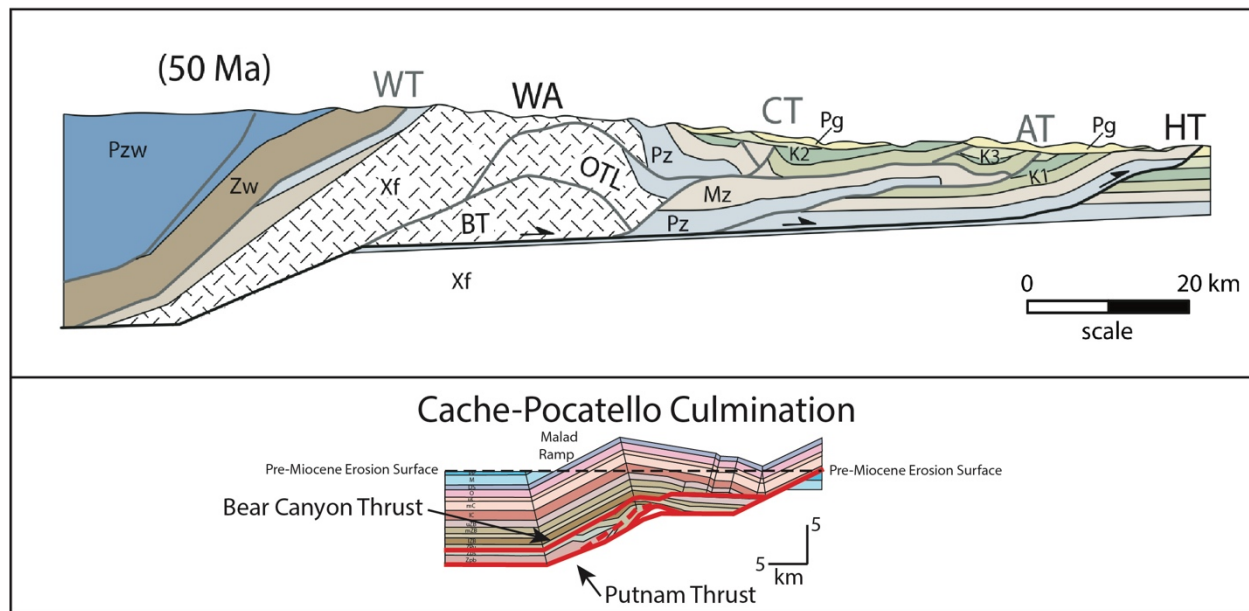 (50 Ma)
WT
WA
CT
Pg
AT
Pg
HT
Pzw
Zw
Xf
OTL
BT
Pz
K2
K3
K1
Mz
Pz
Xf
0 20 km
scale
Cache-Pocatello Culmination
Malad
Ramp
Pre-Miocene Erosion Surface
Pre-Miocene Erosion Surface
M
O
mC
Bear Canyon Thrust
Zpb
5
5
km
Putnam Thrust